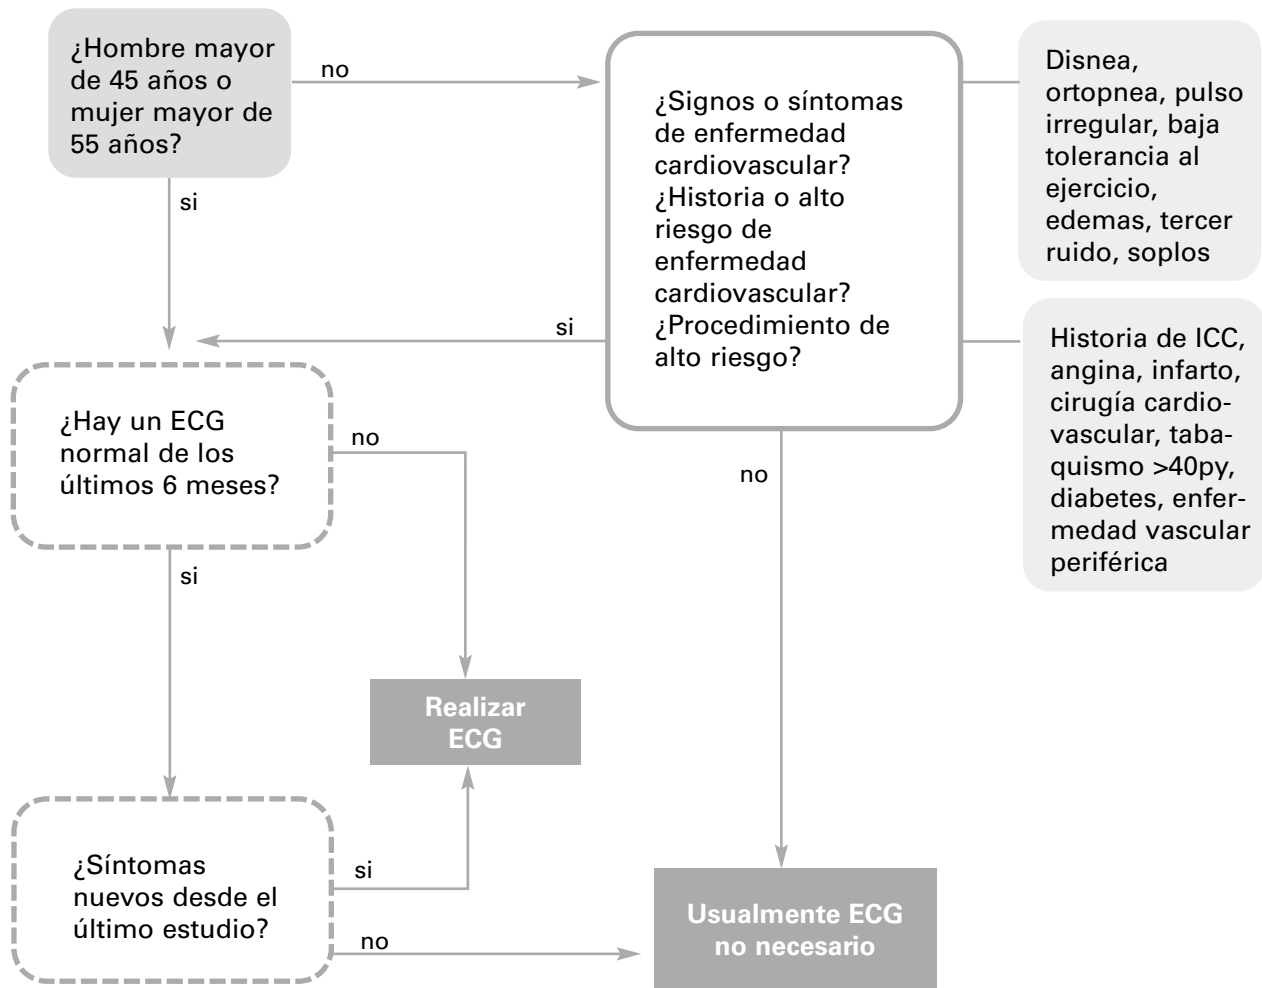 ¿Hombre mayor
de 45 años o
mujer mayor de
55 años?
no
si
¿Signos o síntomas
de enfermedad
cardiovascular?
¿Historia o alto
riesgo de
enfermedad
cardiovascular?
¿Procedimiento de
alto riesgo?
Disnea,
ortopnea, pulso
irregular, baja
tolerancia al
ejercicio,
edemas, tercer
ruido, soplos
Historia de ICC,
angina, infarto,
cirugía cardio-
vascular, taba-
quismo >40py,
diabetes, enfer-
medad vascular
periférica
si
no
¿Hay un ECG
normal de los
últimos 6 meses?
no
si
Realizar
ECG
¿Síntomas
nuevos desde el
último estudio?
si
no
Usualmente ECG
no necesario